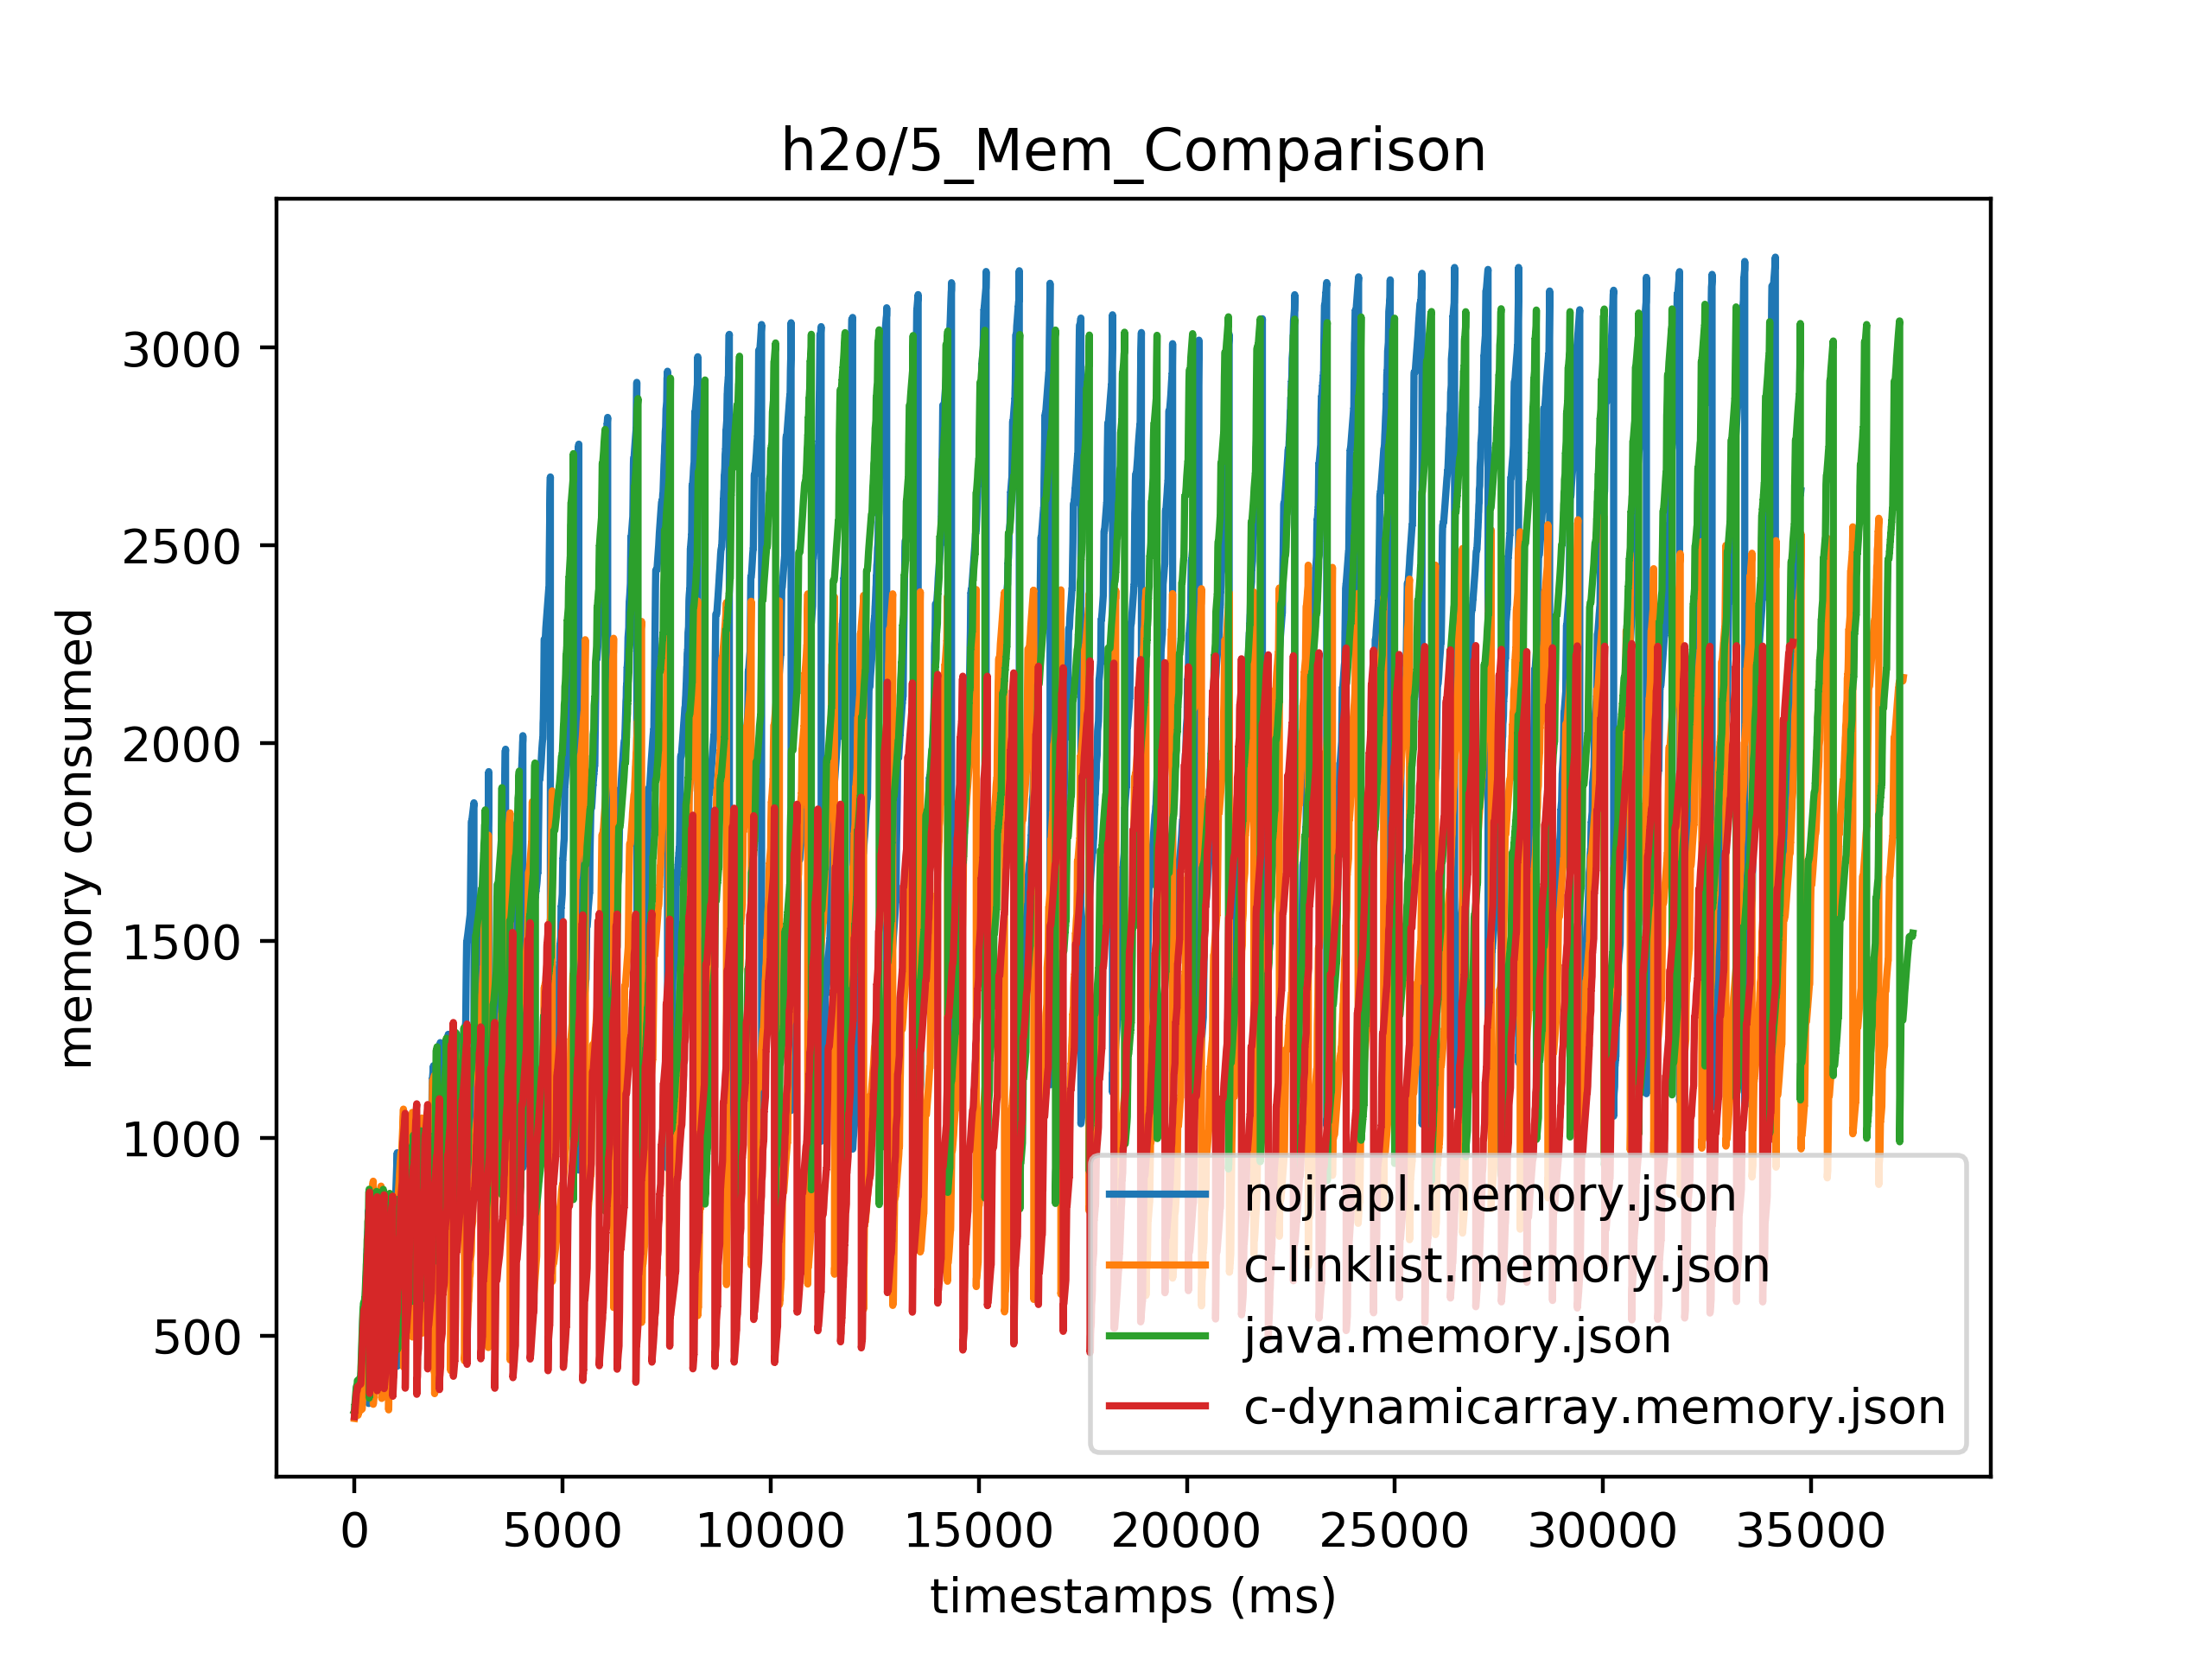 h2o/5_Mem_Comparison
memory consumed
3000
2500
2000
1500
1000
500
nojrapl.memory.json
c-linklist.memory.json
java.memory.json
c-dynamicarray.memory.json
0 5000 10000 15000 20000 25000 30000 35000
timestamps (ms)